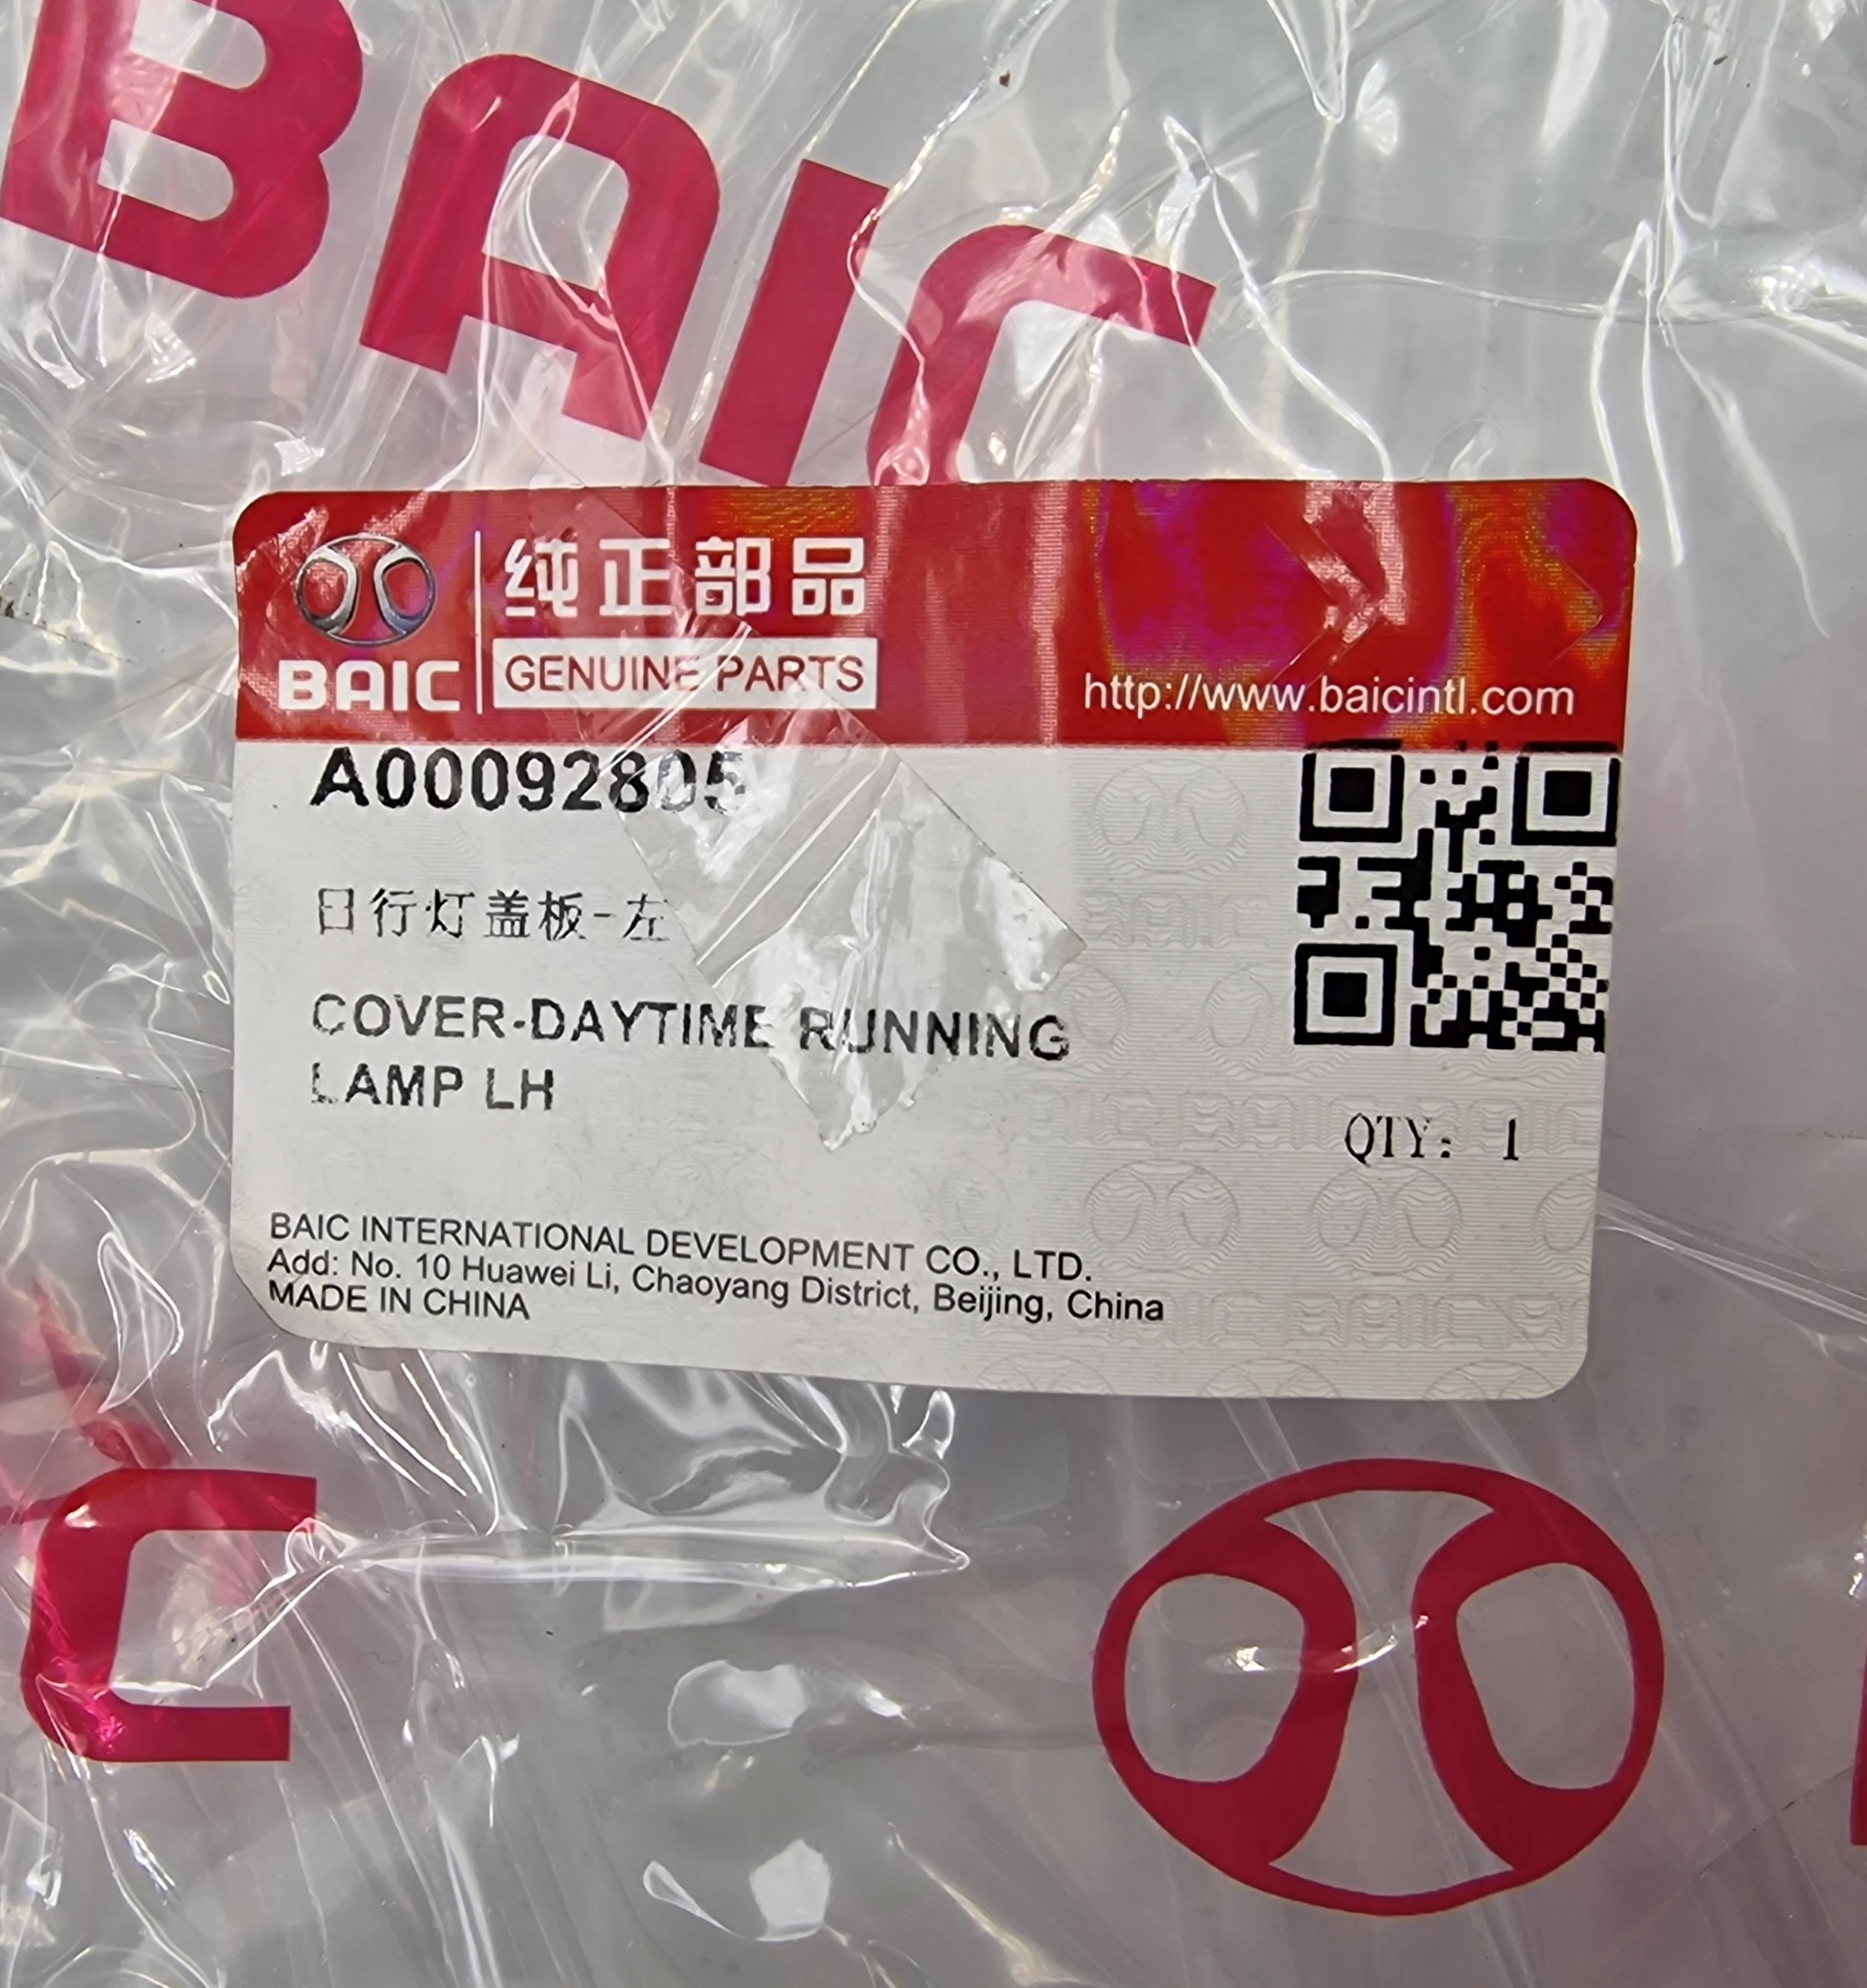 BAIC
纯正部品
BAIC
GENUINE PARTS
http://www.baicintl.com
A00092805
日行灯盖板-左
COVER-DAYTIME RUNNING
LAMP LH
QTY: 1
BAIC INTERNATIONAL DEVELOPMENT CO., LTD.
Add: No. 10 Huawei Li, Chaoyang District, Beijing, China
MADE IN CHINA
C